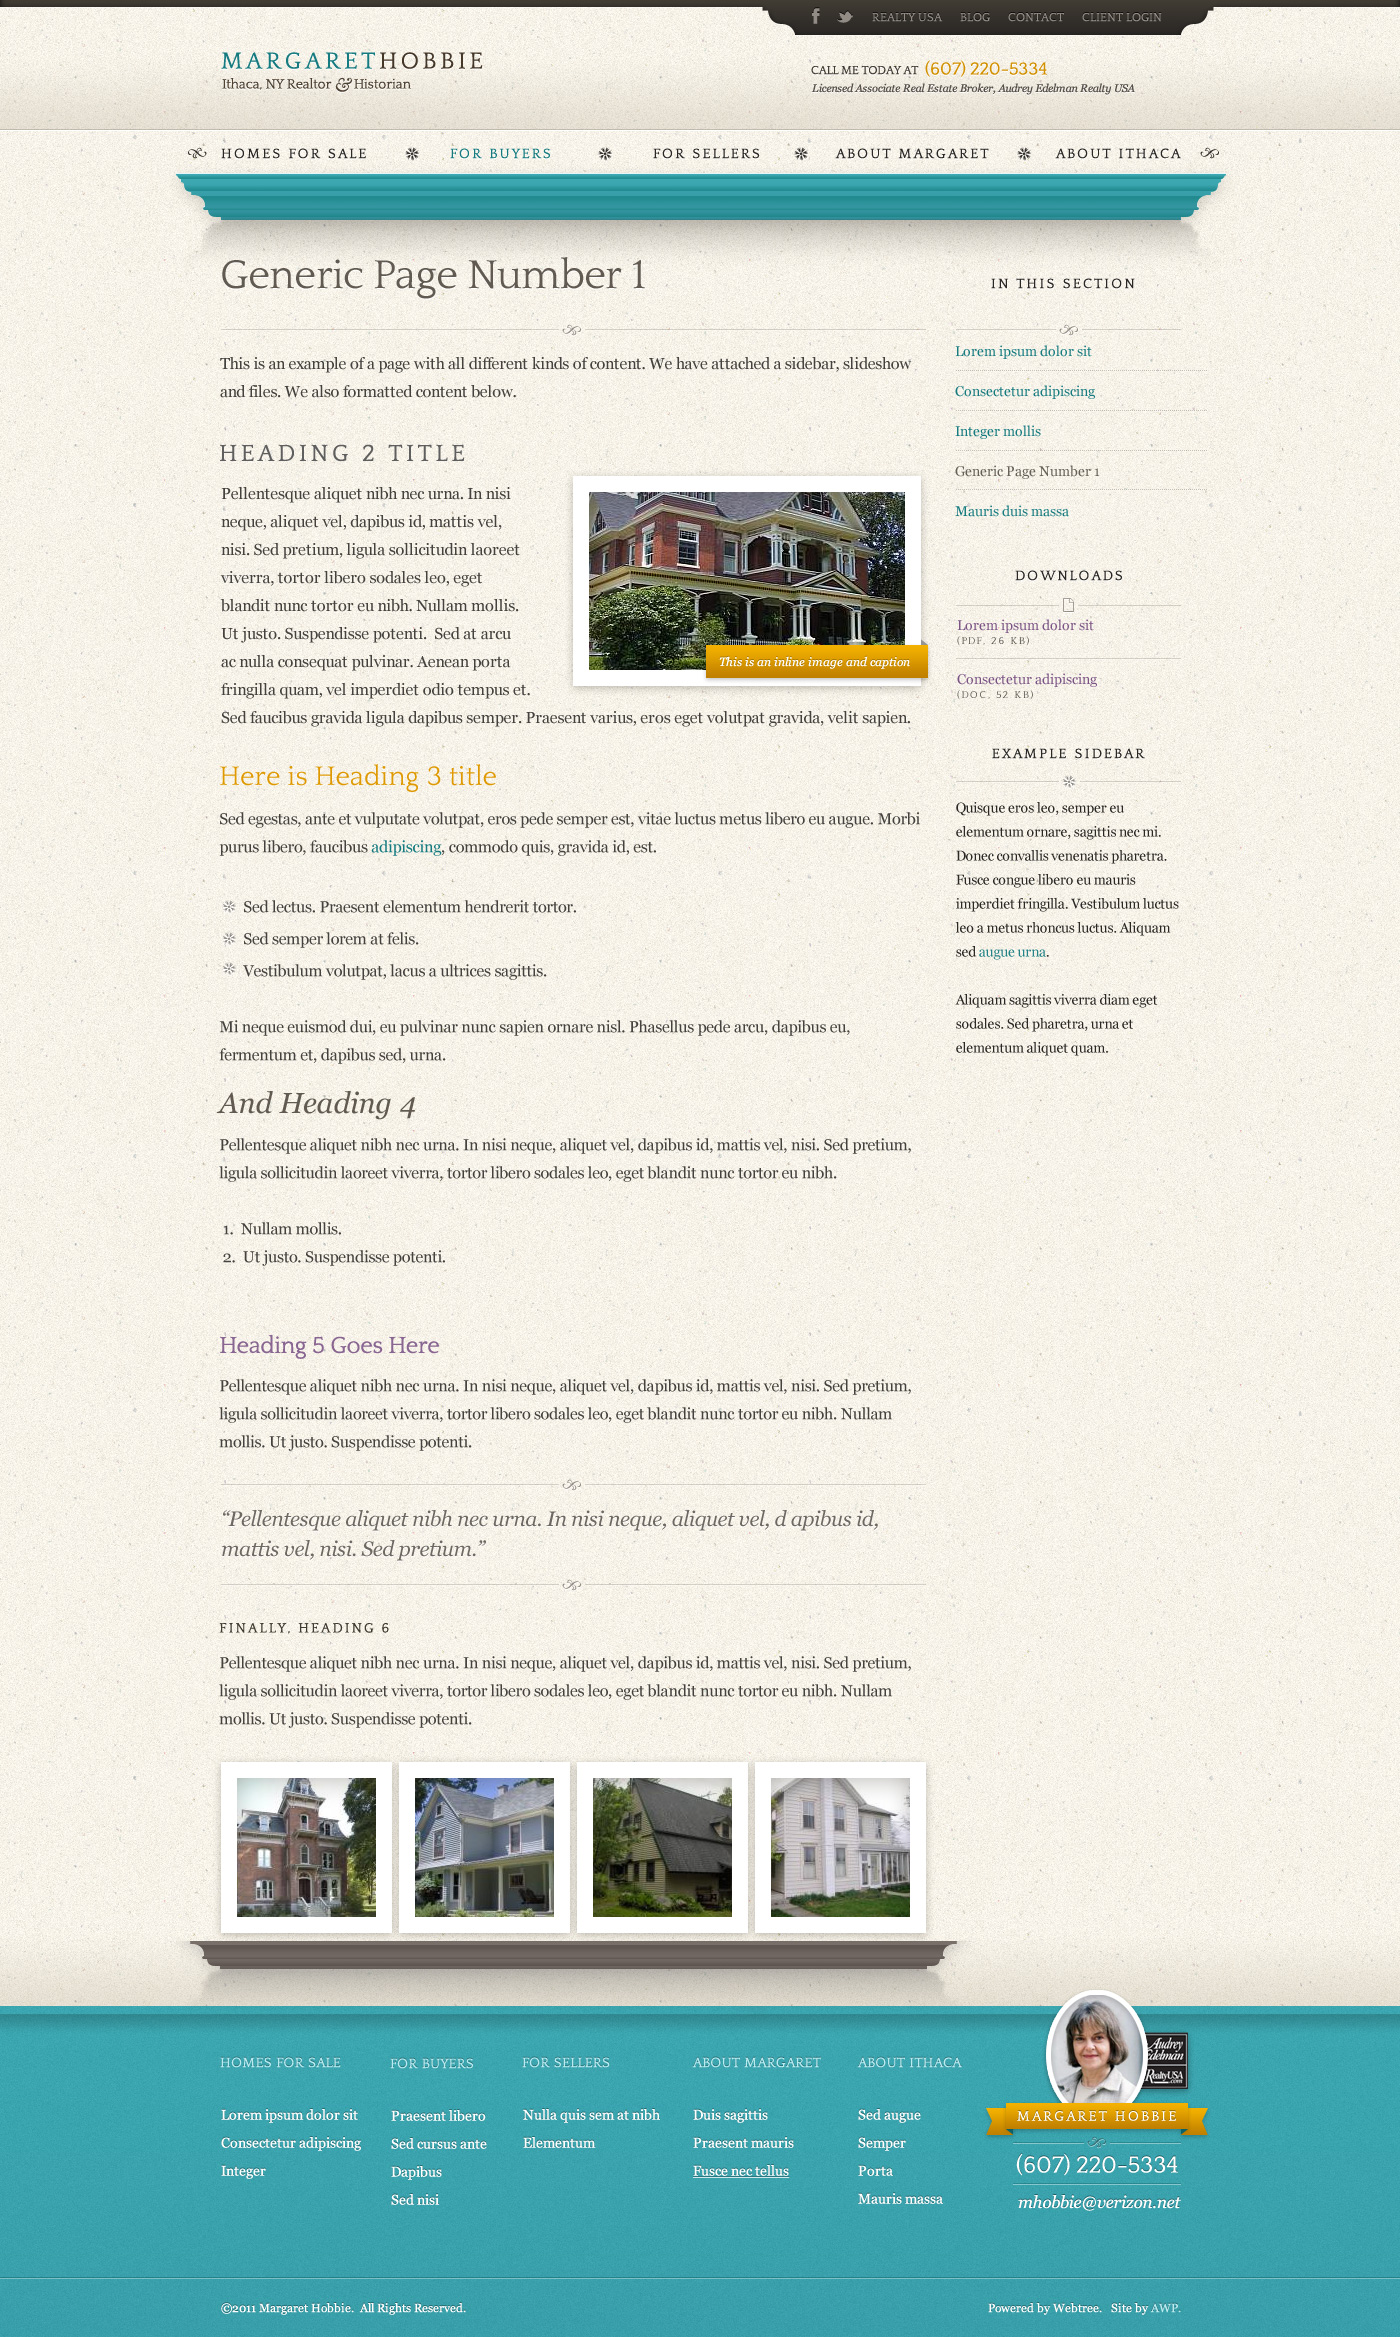 REALTY USA BLOG CONTACT CLIENT LOGIN
MARGARETHOBBIE
Ithaca, NY Realtor & Historian
CALL ME TODAY AT (607) 220-5334
Licensed Associate Real Estate Broker, Audrey Edelman Realty USA
HOMES FOR SALE FOR BUYERS FOR SELLERS ABOUT MARGARET ABOUT ITHACA
Generic Page Number 1
This is an example of a page with all different kinds of content. We have attached a sidebar, slideshow
and files. We also formatted content below.
HEADING 2 TITLE
Pellentesque aliquet nibh nec urna. In nisi
neque, aliquet vel, dapibus id, mattis vel,
nisi. Sed pretium, ligula sollicitudin laoreet
viverra, tortor libero sodales leo, eget
blandit nunc tortor eu nibh. Nullam mollis.
Ut justo. Suspendisse potenti. Sed at arcu
ac nulla consequat pulvinar. Aenean porta
fringilla quam, vel imperdiet odio tempus et.
Sed faucibus gravida ligula dapibus semper. Praesent varius, eros eget volutpat gravida, velit sapien.
This is an inline image and caption
Here is Heading 3 title
Sed egestas, ante et vulputate volutpat, eros pede semper est, vitae luctus metus libero eu augue. Morbi
purus libero, faucibus adipiscing, commodo quis, gravida id, est.
Sed lectus. Praesent elementum hendrerit tortor.
Sed semper lorem at felis.
Vestibulum volutpat, lacus a ultrices sagittis.
Mi neque euismod dui, eu pulvinar nunc sapien ornare nisl. Phasellus pede arcu, dapibus eu,
fermentum et, dapibus sed, urna.
And Heading 4
Pellentesque aliquet nibh nec urna. In nisi neque, aliquet vel, dapibus id, mattis vel, nisi. Sed pretium,
ligula sollicitudin laoreet viverra, tortor libero sodales leo, eget blandit nunc tortor eu nibh.
1. Nullam mollis.
2. Ut justo. Suspendisse potenti.
Heading 5 Goes Here
Pellentesque aliquet nibh nec urna. In nisi neque, aliquet vel, dapibus id, mattis vel, nisi. Sed pretium,
ligula sollicitudin laoreet viverra, tortor libero sodales leo, eget blandit nunc tortor eu nibh. Nullam
mollis. Ut justo. Suspendisse potenti.
“Pellentesque aliquet nibh nec urna. In nisi neque, aliquet vel, d apibus id,
mattis vel, nisi. Sed pretium.”
FINALLY, HEADING 6
Pellentesque aliquet nibh nec urna. In nisi neque, aliquet vel, dapibus id, mattis vel, nisi. Sed pretium,
ligula sollicitudin laoreet viverra, tortor libero sodales leo, eget blandit nunc tortor eu nibh. Nullam
mollis. Ut justo. Suspendisse potenti.
IN THIS SECTION
Lorem ipsum dolor sit
Consectetur adipiscing
Integer mollis
Generic Page Number 1
Mauris duis massa
DOWNLOADS
Lorem ipsum dolor sit
(PDF, 26 KB)
Consectetur adipiscing
(DOC, 52 KB)
EXAMPLE SIDEBAR
Quisque eros leo, semper eu
elementum ornare, sagittis nec mi.
Donec convallis venenatis pharetra.
Fusce congue libero eu mauris
imperdiet fringilla. Vestibulum luctus
leo a metus rhoncus luctus. Aliquam
sed augue urna.
Aliquam sagittis viverra diam eget
sodales. Sed pharetra, urna et
elementum aliquet quam.
HOMES FOR SALE
Lorem ipsum dolor sit
Consectetur adipiscing
Integer
FOR BUYERS
Praesent libero
Sed cursus ante
Dapibus
Sed nisi
FOR SELLERS
Nulla quis sem at nibh
Elementum
ABOUT MARGARET
Duis sagittis
Praesent mauris
Fusce nec tellus
ABOUT ITHACA
Sed augue
Semper
Porta
Mauris massa
Audrey
Edelman
RealtyUSA
.com
MARGARET HOBBIE
(607) 220-5334
mhobbie@verizon.net
©2011 Margaret Hobbie. All Rights Reserved.
Powered by Webtree. Site by AWP.